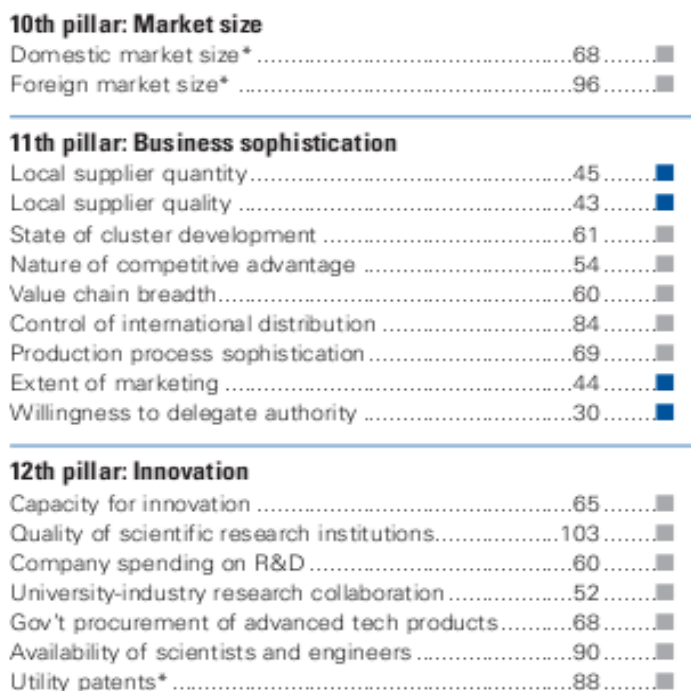 10th pillar: Market size
Domestic market size* 68
Foreign market size* 96
11th pillar: Business sophistication
Local supplier quantity 45
Local supplier quality 43
State of cluster development 61
Nature of competitive advantage 54
Value chain breadth 60
Control of international distribution 84
Production process sophistication 69
Extent of marketing 44
Willingness to delegate authority 30
12th pillar: Innovation
Capacity for innovation 65
Quality of scientific research institutions 103
Company spending on R&D 60
University-industry research collaboration 52
Gov't procurement of advanced tech products 68
Availability of scientists and engineers 90
Utility patents* 88